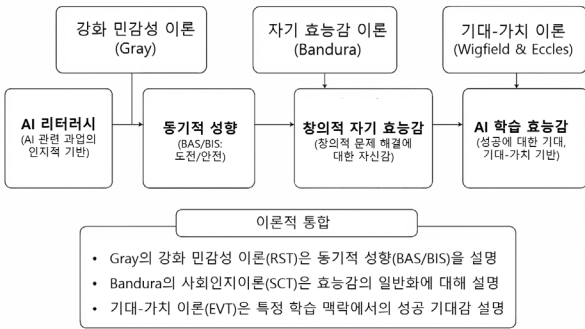 강화 민감성 이론
(Gray)
자기 효능감 이론
(Bandura)
기대-가치 이론
(Wigfield & Eccles)
AI 리터러시
(AI 관련 과업의
인지적 기반)
동기적 성향
(BAS/BIS:
도전/안전)
창의적 자기 효능감
(창의적 문제 해결에
대한 자신감)
AI 학습 효능감
(성공에 대한 기대,
기대-가치 기반)
이론적 통합
• Gray의 강화 민감성 이론(RST)은 동기적 성향(BAS/BIS)을 설명
• Bandura의 사회인지이론(SCT)은 효능감의 일반화에 대해 설명
• 기대-가치 이론(EVT)은 특정 학습 맥락에서의 성공 기대감 설명